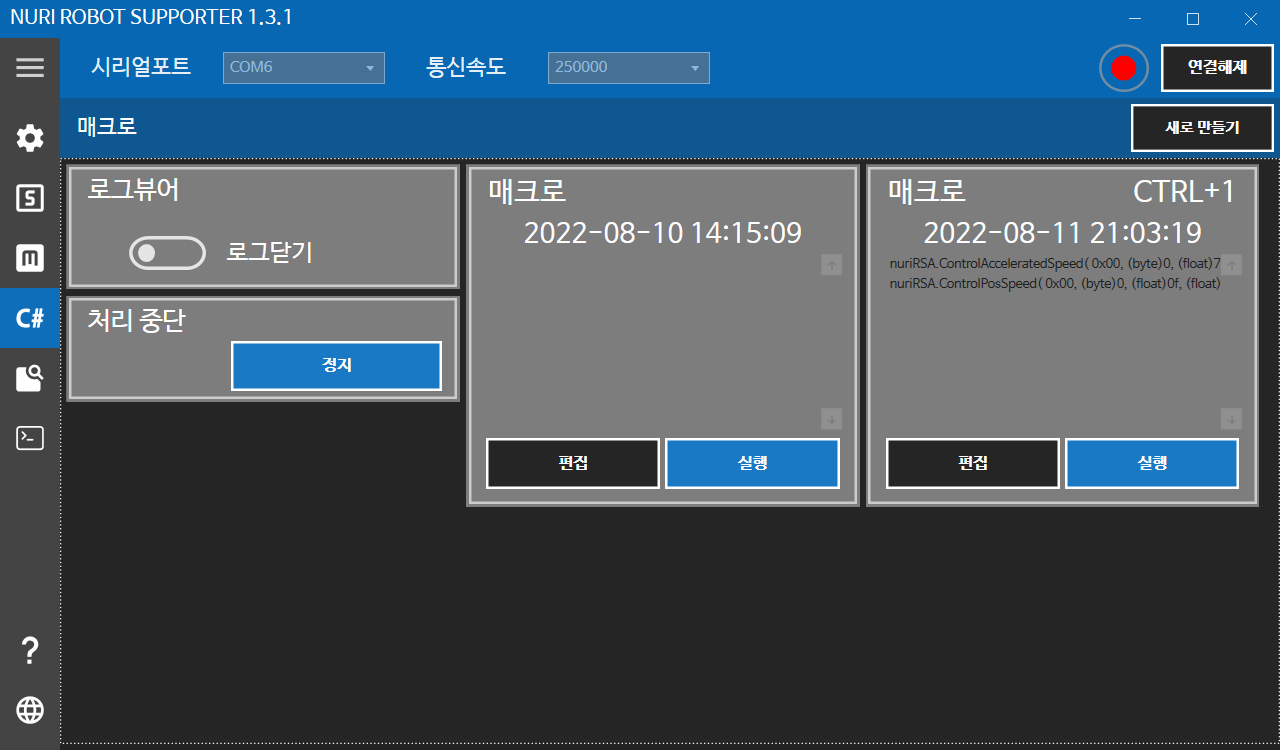 NURI ROBOT SUPPORTER 1.3.1
시리얼포트 COM6 통신속도 250000 연결해제
매크로 새로 만들기
S
m
C#
?
로그뷰어
로그닫기
처리 중단
정지
매크로
2022-08-10 14:15:09
편집 실행
매크로 CTRL+1
2022-08-11 21:03:19
nuriRSA.ControlAcceleratedSpeed( 0x00, (byte)0, (float)7
nuriRSA.ControlPosSpeed( 0x00, (byte)0, (float)0f, (float)
편집 실행